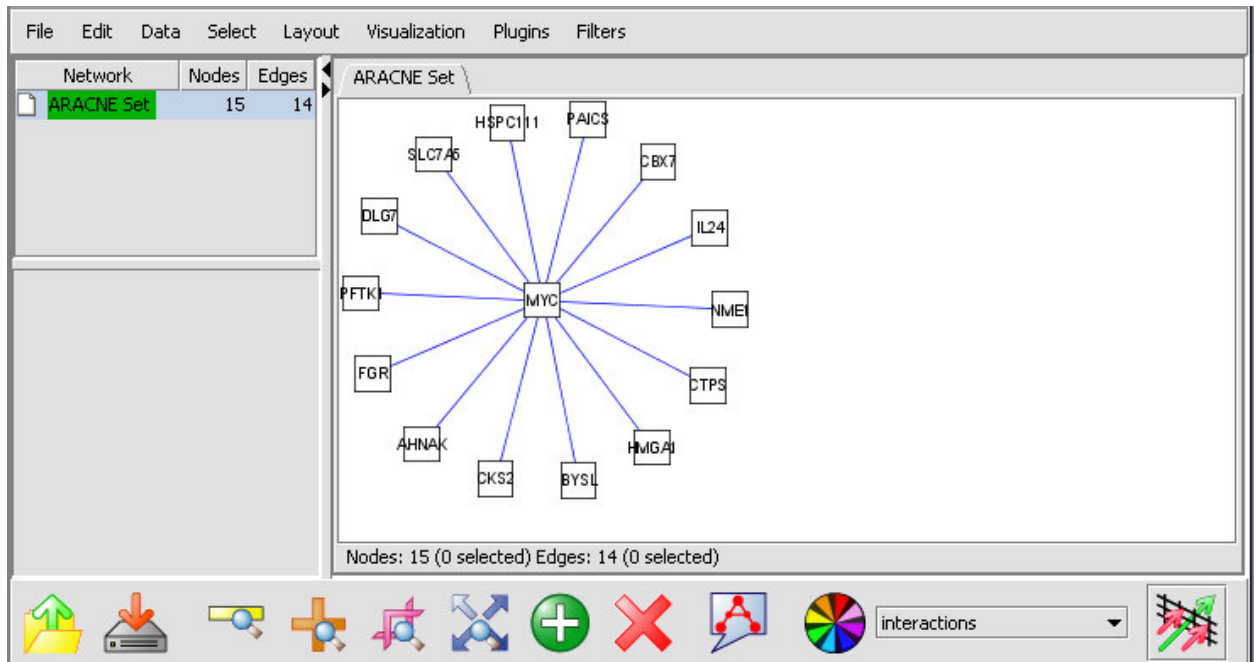 File Edit Data Select Layout Visualization Plugins Filters
Network Nodes Edges
ARACNE Set 15 14
ARACNE Set
HSPC111
PAICS
SLC7A5
CBX7
DLG7
IL24
PFTK1
MYC
NME1
FGR
CTPS
AHNAK
HMGA1
CKS2
BYSL
Nodes: 15 (0 selected) Edges: 14 (0 selected)
interactions